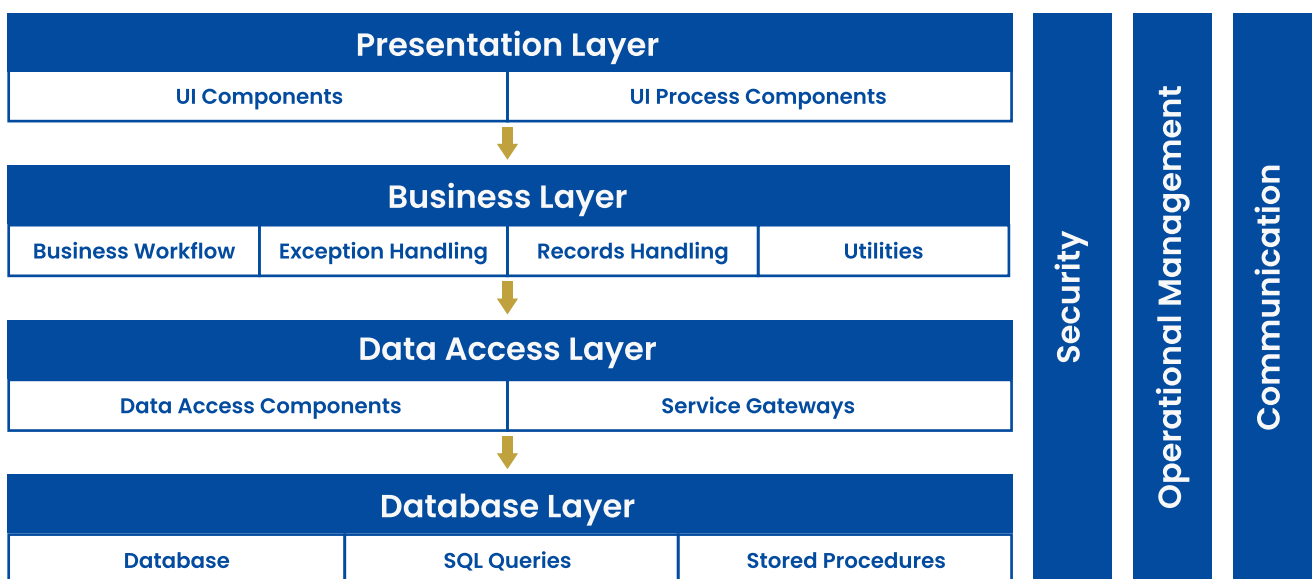 Presentation Layer
UI Components
UI Process Components
Business Layer
Business Workflow
Exception Handling
Records Handling
Utilities
Data Access Layer
Data Access Components
Service Gateways
Database Layer
Database
SQL Queries
Stored Procedures
Security
Operational Management
Communication